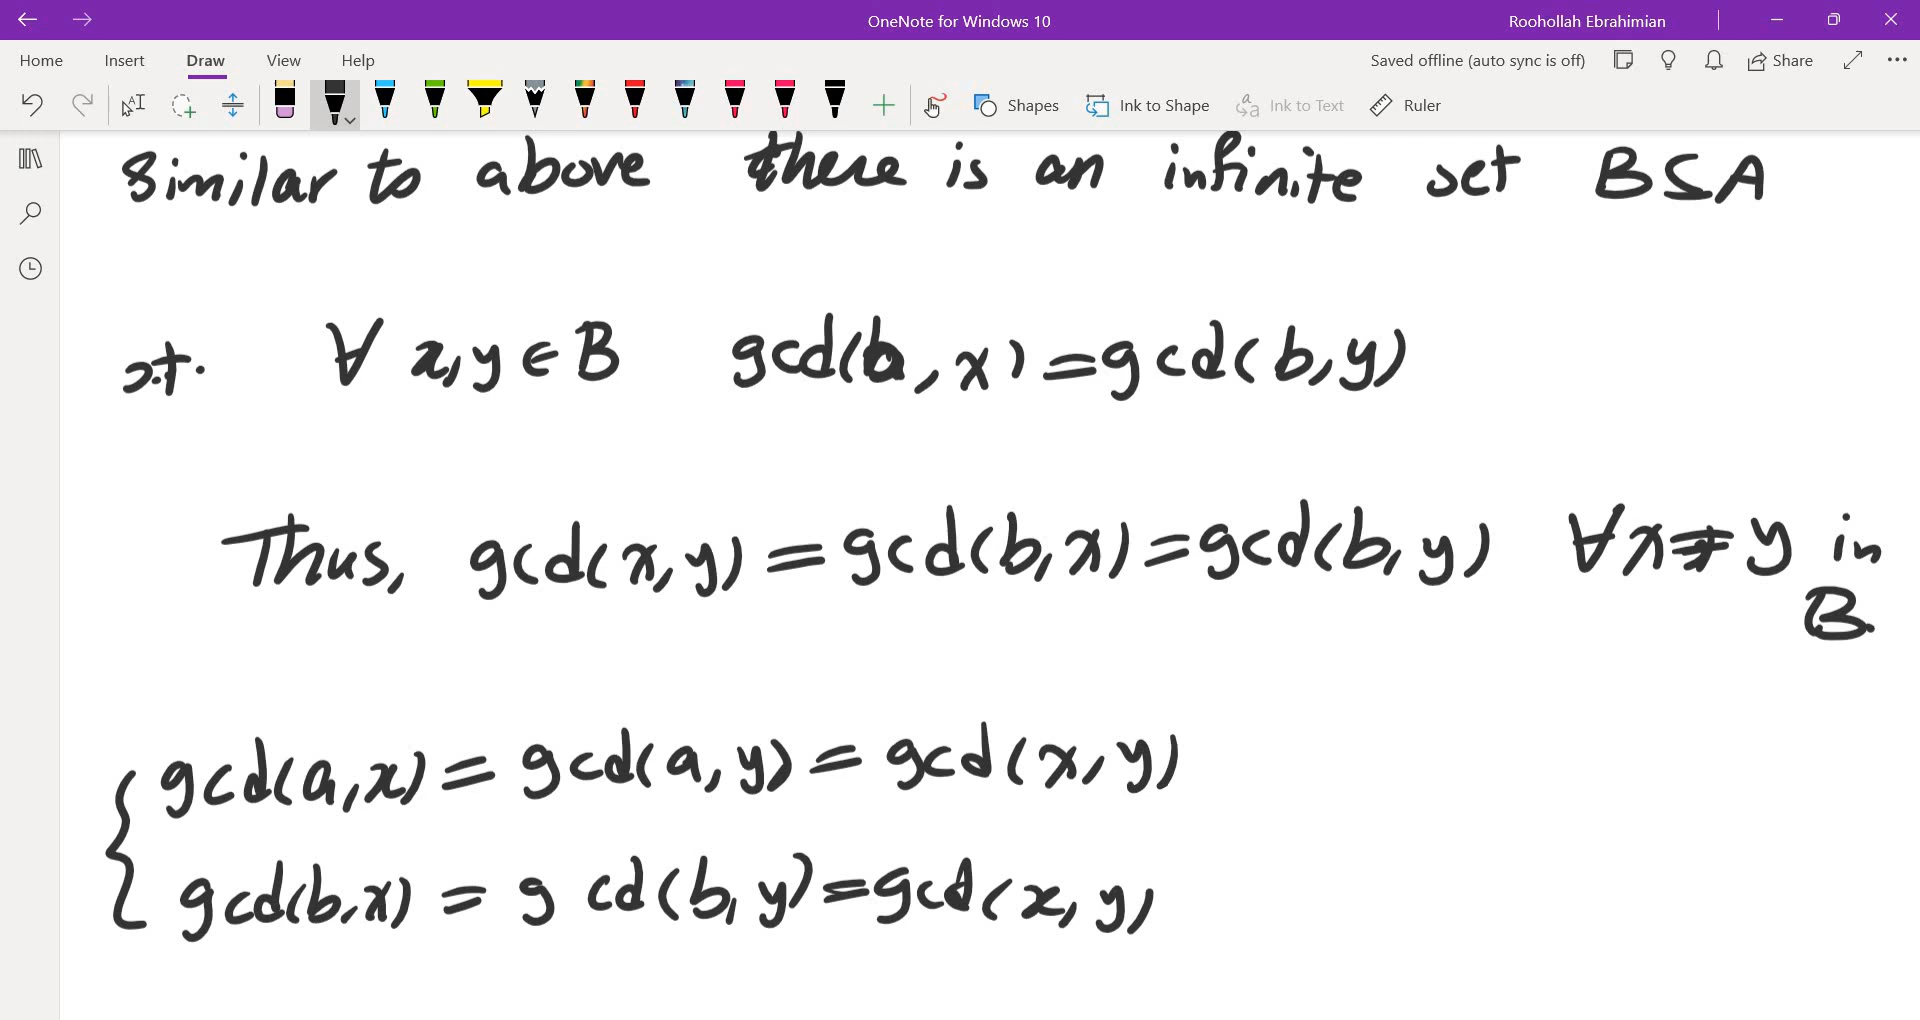 OneNote for Windows 10 Roohollah Ebrahimian
Home Insert Draw View Help Saved offline (auto sync is off) Share
Shapes Ink to Shape Ink to Text Ruler
Similar to above there is an infinite set B⊆A
s.t. ∀ x,y ∈ B gcd(b,x) = gcd(b,y)
Thus, gcd(x,y) = gcd(b,x) = gcd(b,y) ∀x≠y in
B.
gcd(a,x) = gcd(a,y) = gcd(x,y)
gcd(b,x) = gcd(b,y) = gcd(x,y)